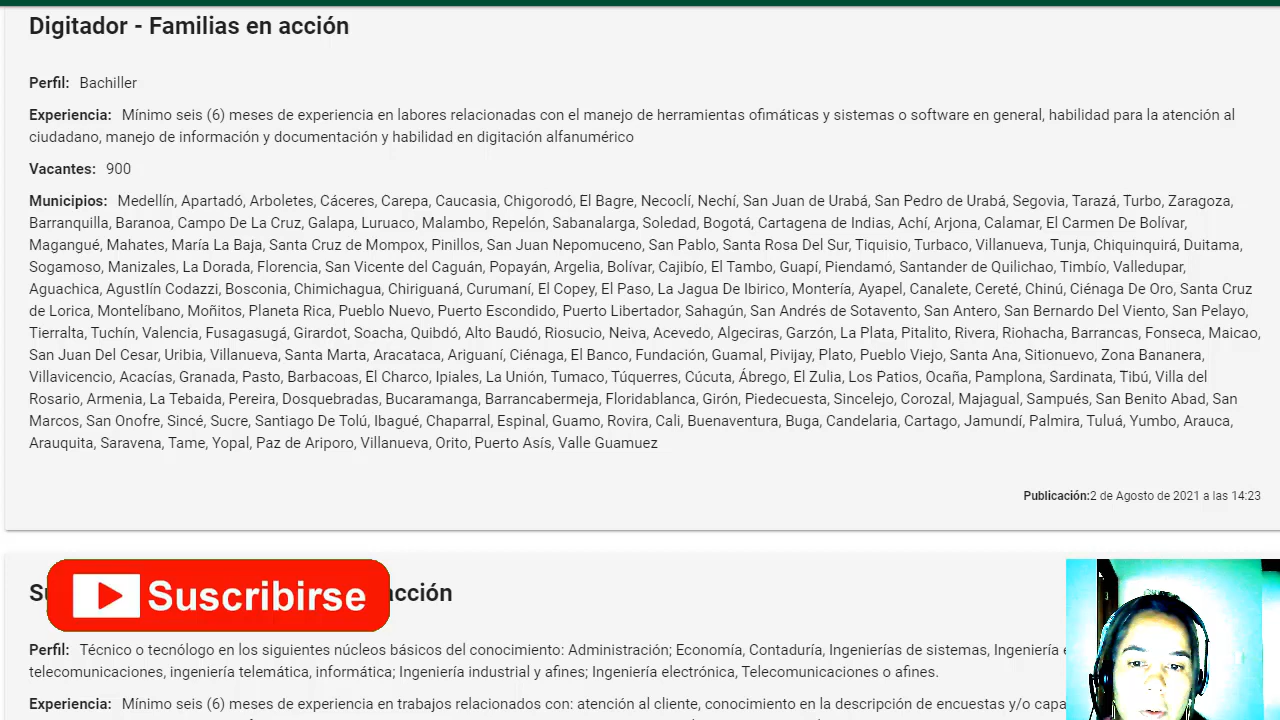 Digitador - Familias en acción
Perfil: Bachiller
Experiencia: Mínimo seis (6) meses de experiencia en labores relacionadas con el manejo de herramientas ofimáticas y sistemas o software en general, habilidad para la atención al
ciudadano, manejo de información y documentación y habilidad en digitación alfanumérico
Vacantes: 900
Municipios: Medellín, Apartadó, Arboletes, Cáceres, Carepa, Caucasia, Chigorodó, El Bagre, Necoclí, Nechí, San Juan de Urabá, San Pedro de Urabá, Segovia, Tarazá, Turbo, Zaragoza,
Barranquilla, Baranoa, Campo De La Cruz, Galapa, Luruaco, Malambo, Repelón, Sabanalarga, Soledad, Bogotá, Cartagena de Indias, Achí, Arjona, Calamar, El Carmen De Bolívar,
Magangué, Mahates, María La Baja, Santa Cruz de Mompox, Pinillos, San Juan Nepomuceno, San Pablo, Santa Rosa Del Sur, Tiquisio, Turbaco, Villanueva, Tunja, Chiquinquirá, Duitama,
Sogamoso, Manizales, La Dorada, Florencia, San Vicente del Caguán, Popayán, Argelia, Bolívar, Cajibío, El Tambo, Guapí, Piendamó, Santander de Quilichao, Timbío, Valledupar,
Aguachica, Agustlín Codazzi, Bosconia, Chimichagua, Chiriguaná, Curumaní, El Copey, El Paso, La Jagua De Ibirico, Montería, Ayapel, Canalete, Cereté, Chinú, Ciénaga De Oro, Santa Cruz
de Lorica, Montelíbano, Moñitos, Planeta Rica, Pueblo Nuevo, Puerto Escondido, Puerto Libertador, Sahagún, San Andrés de Sotavento, San Antero, San Bernardo Del Viento, San Pelayo,
Tierralta, Tuchín, Valencia, Fusagasugá, Girardot, Soacha, Quibdó, Alto Baudó, Riosucio, Neiva, Acevedo, Algeciras, Garzón, La Plata, Pitalito, Rivera, Riohacha, Barrancas, Fonseca, Maicao,
San Juan Del Cesar, Uribia, Villanueva, Santa Marta, Aracataca, Ariguaní, Ciénaga, El Banco, Fundación, Guamal, Pivijay, Plato, Pueblo Viejo, Santa Ana, Sitionuevo, Zona Bananera,
Villavicencio, Acacías, Granada, Pasto, Barbacoas, El Charco, Ipiales, La Unión, Tumaco, Túquerres, Cúcuta, Ábrego, El Zulia, Los Patios, Ocaña, Pamplona, Sardinata, Tibú, Villa del
Rosario, Armenia, La Tebaida, Pereira, Dosquebradas, Bucaramanga, Barrancabermeja, Floridablanca, Girón, Piedecuesta, Sincelejo, Corozal, Majagual, Sampués, San Benito Abad, San
Marcos, San Onofre, Sincé, Sucre, Santiago De Tolú, Ibagué, Chaparral, Espinal, Guamo, Rovira, Cali, Buenaventura, Buga, Candelaria, Cartago, Jamundí, Palmira, Tuluá, Yumbo, Arauca,
Arauquita, Saravena, Tame, Yopal, Paz de Ariporo, Villanueva, Orito, Puerto Asís, Valle Guamuez
Publicación:2 de Agosto de 2021 a las 14:23
Suscribirse
Perfil: Técnico o tecnólogo en los siguientes núcleos básicos del conocimiento: Administración; Economía, Contaduría, Ingenierías de sistemas, Ingeniería
telecomunicaciones, ingeniería telemática, informática; Ingeniería industrial y afines; Ingeniería electrónica, Telecomunicaciones o afines.
Experiencia: Mínimo seis (6) meses de experiencia en trabajos relacionados con: atención al cliente, conocimiento en la descripción de encuestas y/o